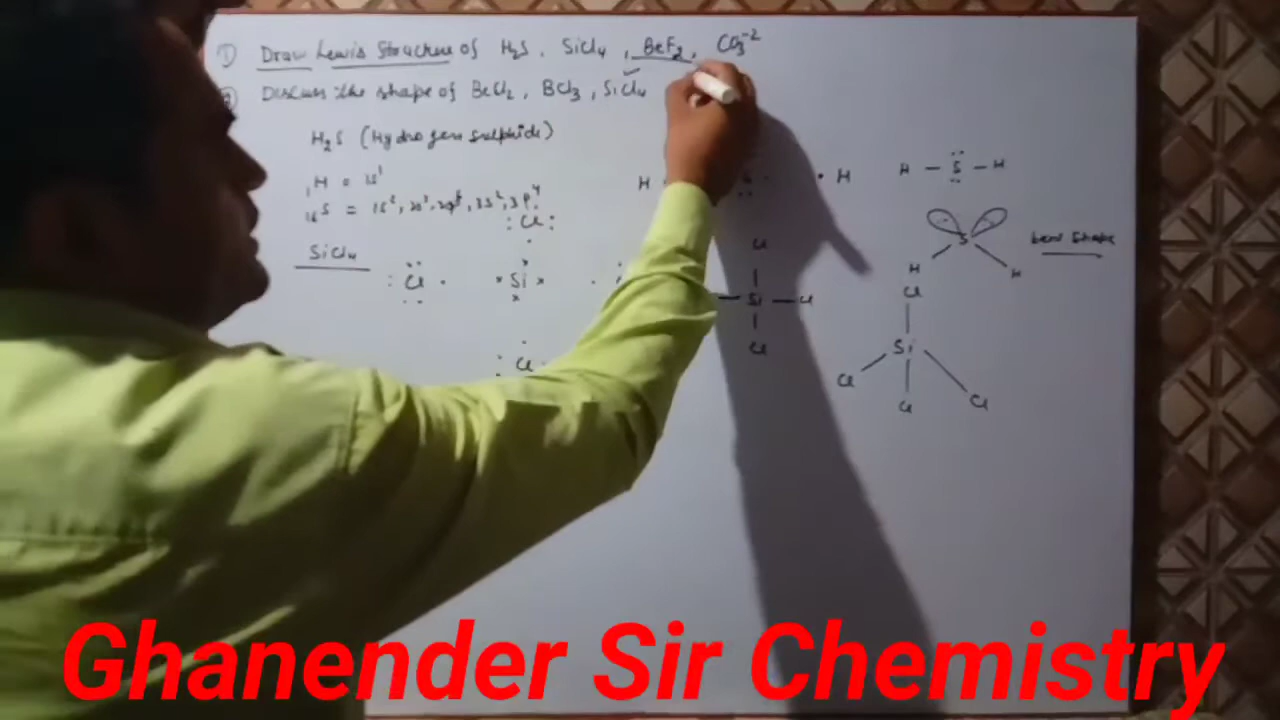 ① Draw Lewis Structure of H₂S, SiCl₄, BeF₂, CO₃⁻²
Discuss the shape of BeCl₂, BCl₃, SiCl₄
H₂S (Hydrogen Sulphide)
₁H = 1s¹
₁₆S = 1s², 2s², 2p⁶, 3s², 3p⁴
H
H
H — S — H
S
H
H
bent shape
SiCl₄
Cl
Cl
Si
Cl
Cl
Si — Cl
Cl
Cl
Si
Cl
Cl
Cl
Ghanender Sir Chemistry